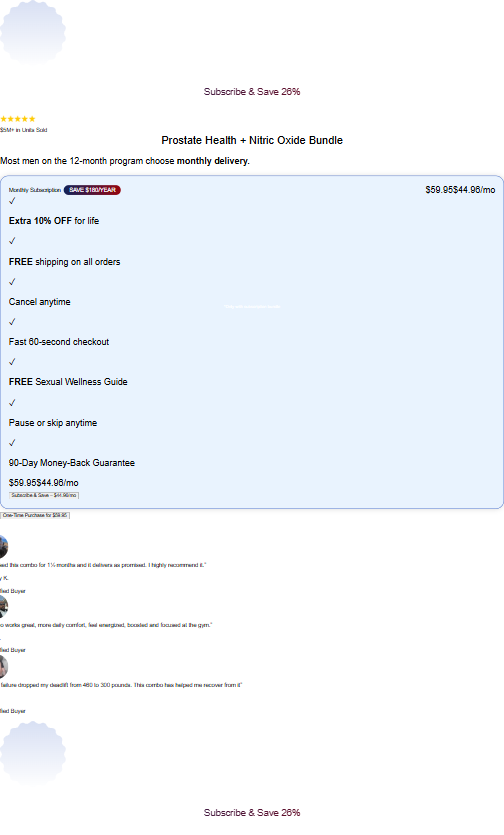 Subscribe & Save 26%
$5M+ in Units Sold
Prostate Health + Nitric Oxide Bundle
Most men on the 12-month program choose monthly delivery.
Monthly Subscription SAVE $180/YEAR $59.95$44.96/mo
✓
Extra 10% OFF for life
✓
FREE shipping on all orders
✓
Cancel anytime
✓
Fast 60-second checkout
✓
FREE Sexual Wellness Guide
✓
Pause or skip anytime
✓
90-Day Money-Back Guarantee
$59.95$44.96/mo
Subscribe & Save – $44.96/mo
One-Time Purchase for $59.95
sed this combo for 1½ months and it delivers as promised. I highly recommend it."
y K.
fied Buyer
o works great, more daily comfort, feel energized, boosted and focused at the gym."
fied Buyer
failure dropped my deadlift from 460 to 300 pounds. This combo has helped me recover from it"
fied Buyer
Subscribe & Save 26%